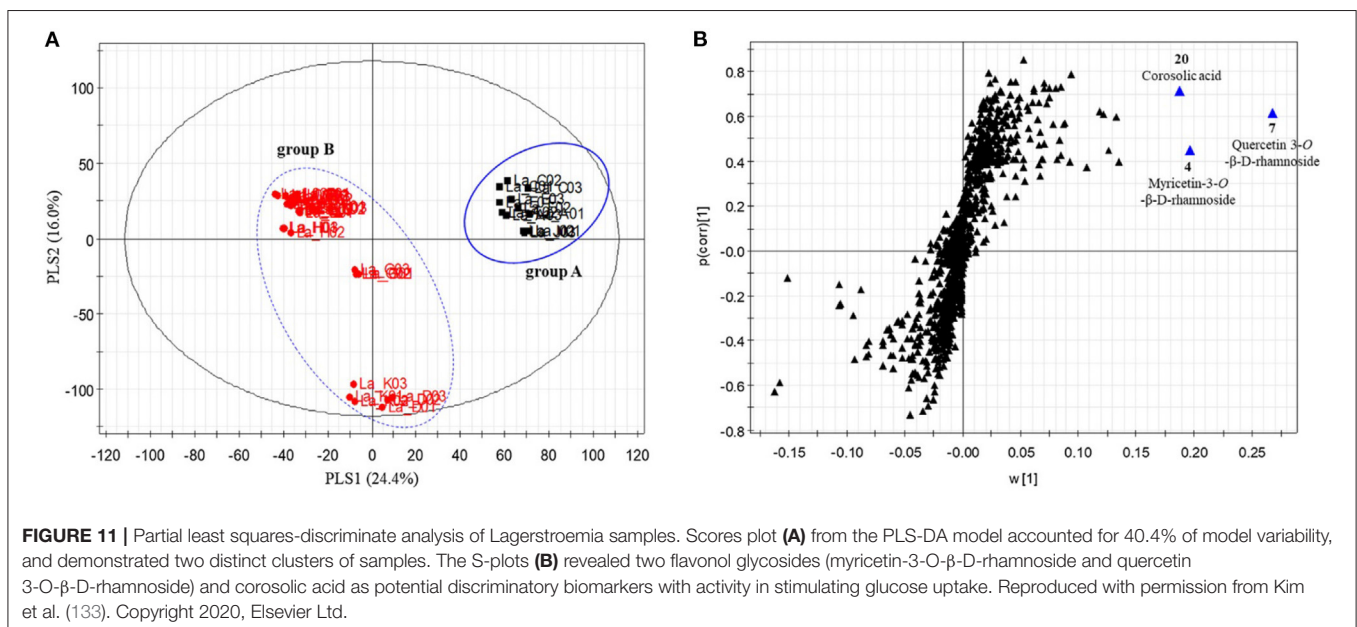 A
B
100
50
0
-50
-100
PLS2 (16.0%)
-120
-100
-80
-60
-40
-20
0
20
40
60
80
100
120
PLS1 (24.4%)
group B
group A
La_H03
La_H02
La_G03
La_K03
La_C02
0.8
0.6
0.4
0.2
-0.0
-0.2
-0.4
-0.6
-0.8
p(corr)[1]
-0.15
-0.10
-0.05
-0.00
0.05
0.10
0.15
0.20
0.25
w[1]
20
Corosolic acid
7
Quercetin 3-O
-β-D-rhamnoside
4
Myricetin-3-O
-β-D-rhamnoside
FIGURE 11 | Partial least squares-discriminate analysis of Lagerstroemia samples. Scores plot (A) from the PLS-DA model accounted for 40.4% of model variability,
and demonstrated two distinct clusters of samples. The S-plots (B) revealed two flavonol glycosides (myricetin-3-O-β-D-rhamnoside and quercetin
3-O-β-D-rhamnoside) and corosolic acid as potential discriminatory biomarkers with activity in stimulating glucose uptake. Reproduced with permission from Kim
et al. (133). Copyright 2020, Elsevier Ltd.